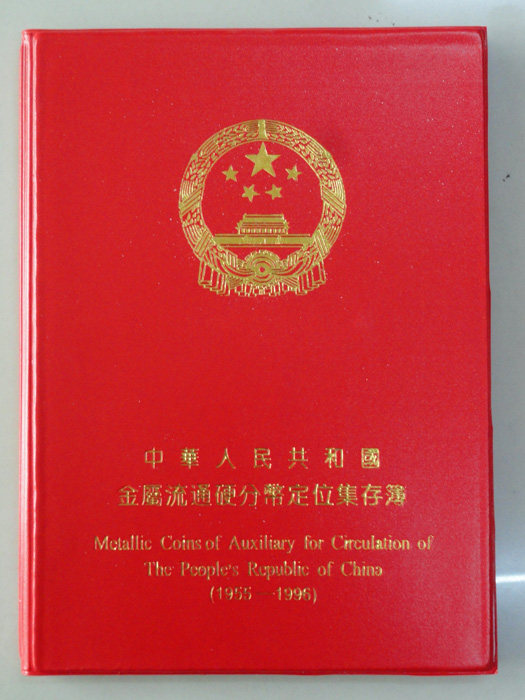 中華人民共和國
金屬流通硬分幣定位集存簿
Metallic Coins of Auxiliary for Circulation of
The People's Republic of China
(1955—1996)